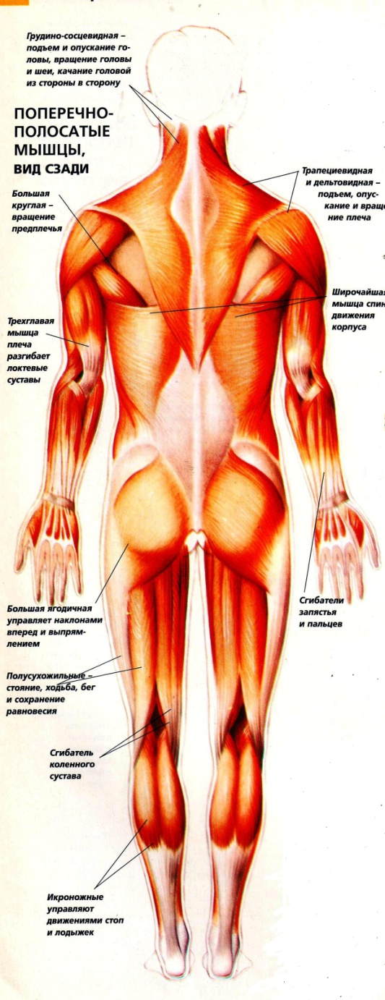 Грудино-сосцевидная –
подъем и опускание го-
ловы, вращение головы
и шеи, качание головой
из стороны в сторону
ПОПЕРЕЧНО-
ПОЛОСАТЫЕ
МЫШЦЫ,
ВИД СЗАДИ
Трапециевидная
и дельтовидная –
подъем, опус-
кание и враще
ние плеча
Большая
круглая –
вращение
предплечья
Широчайшая
мышца спин
движения
корпуса
Трехглавая
мышца
плеча
разгибает
локтевые
суставы
Сгибатели
запястья
и пальцев
Большая ягодичная
управляет наклонами
вперед и выпрям-
лением
Полусухожильные –
стояние, ходьба, бег
и сохранение
равновесия
Сгибатель
коленного
сустава
Икроножные
управляют
движениями стоп
и лодыжек